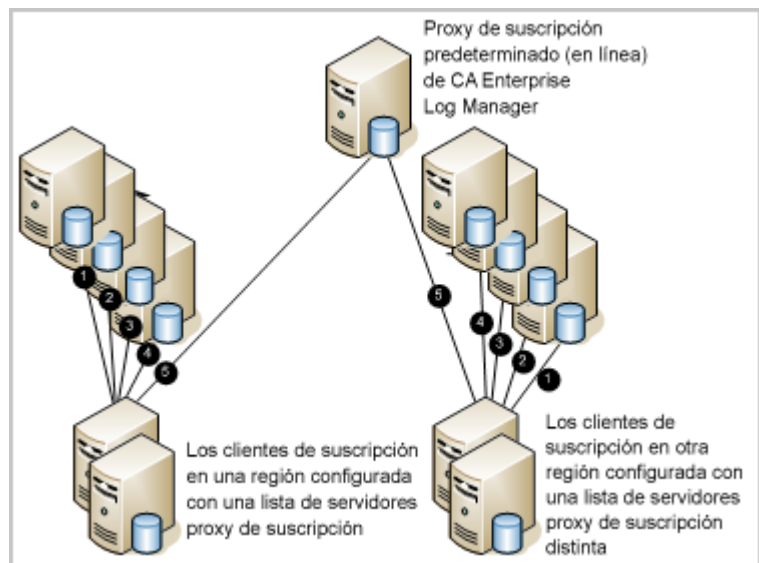 Proxy de suscripción
predeterminado (en línea)
de CA Enterprise
Log Manager
1
2
3
4
5
5
4
3
2
1
Los clientes de suscripción
en una región configurada
con una lista de servidores
proxy de suscripción
Los clientes de
suscripción en otra
región configurada con
una lista de servidores
proxy de suscripción
distinta